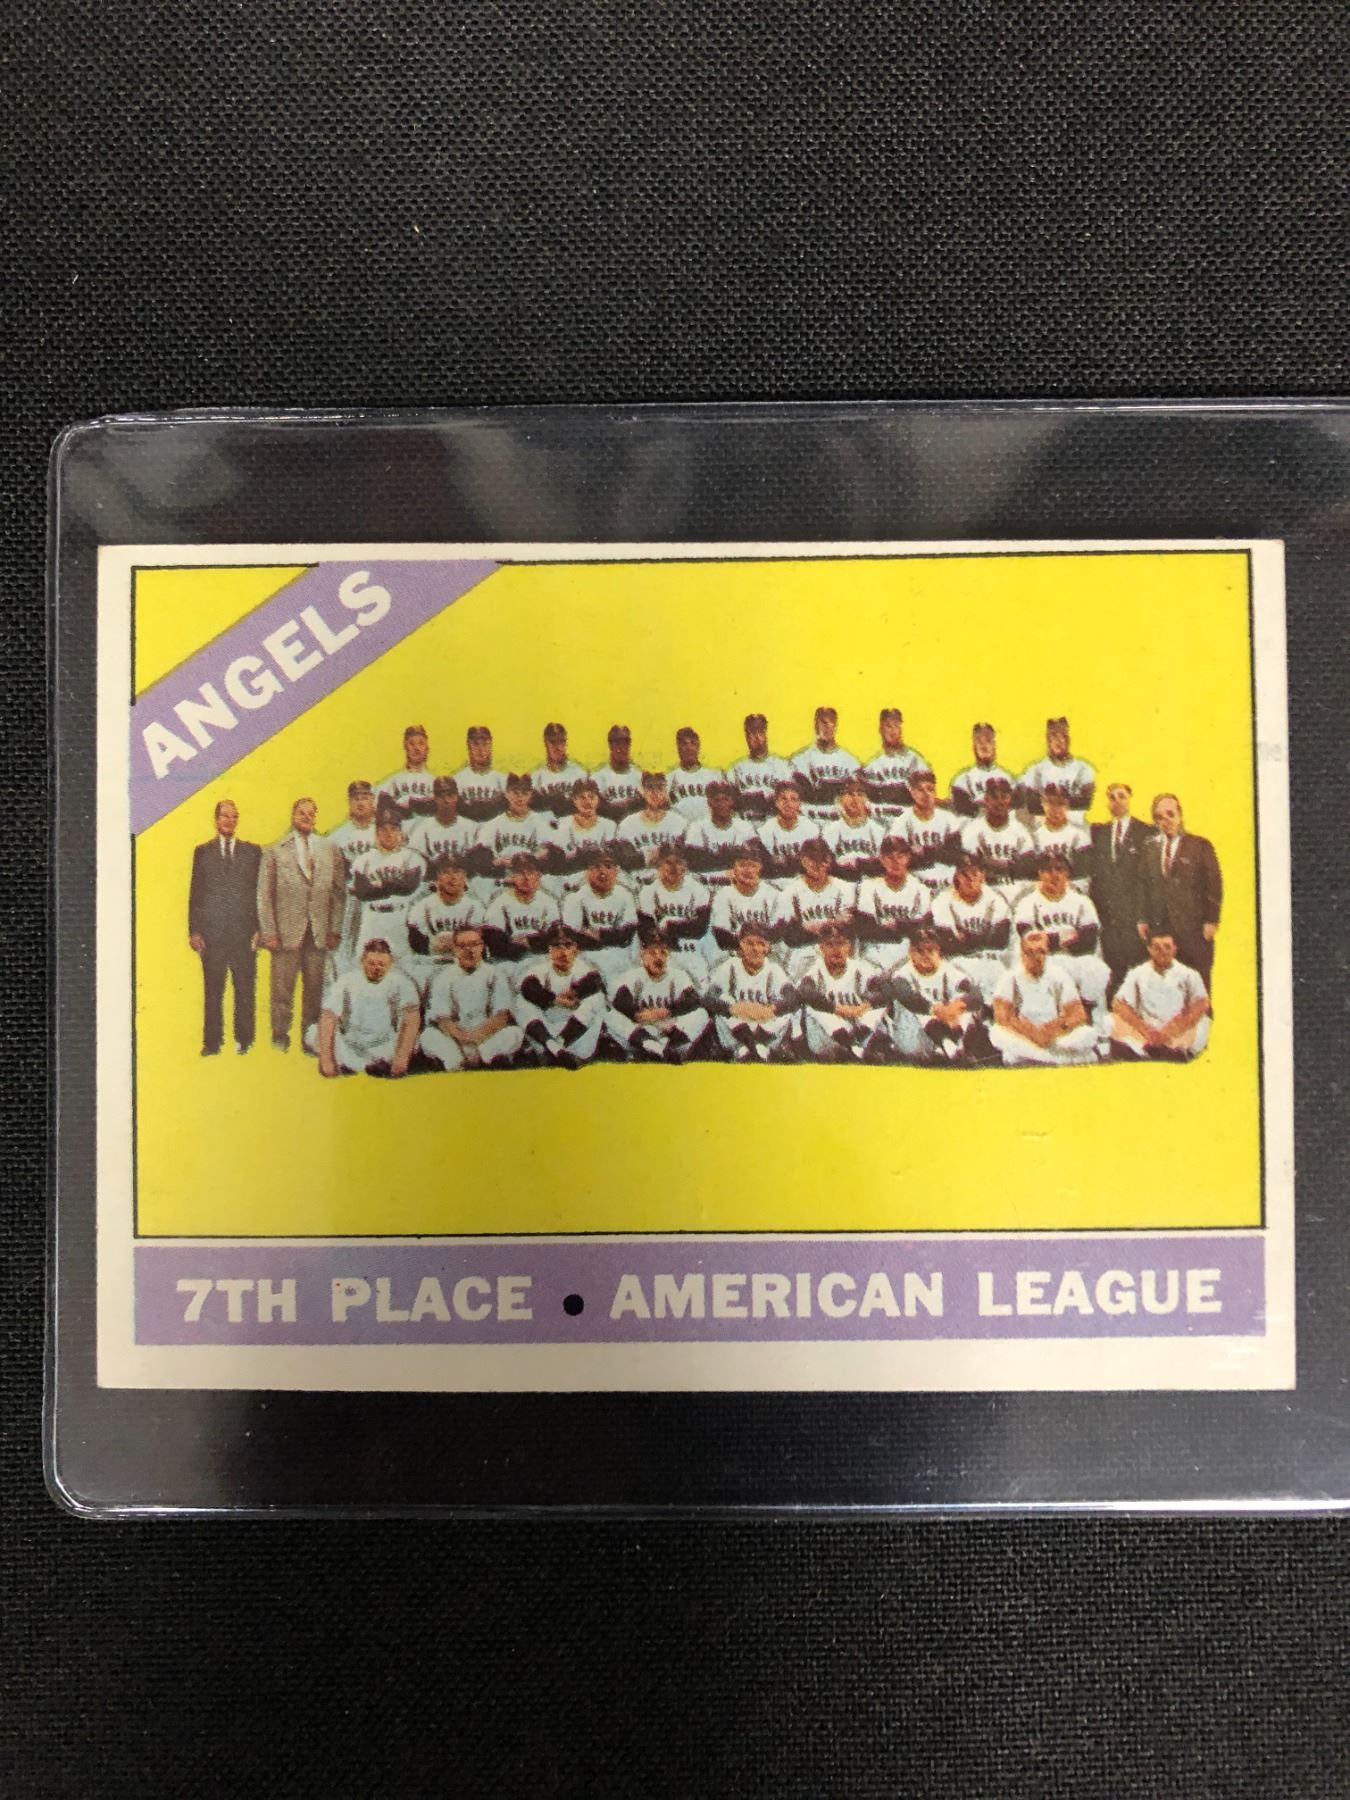 ANGELS
7TH PLACE • AMERICAN LEAGUE